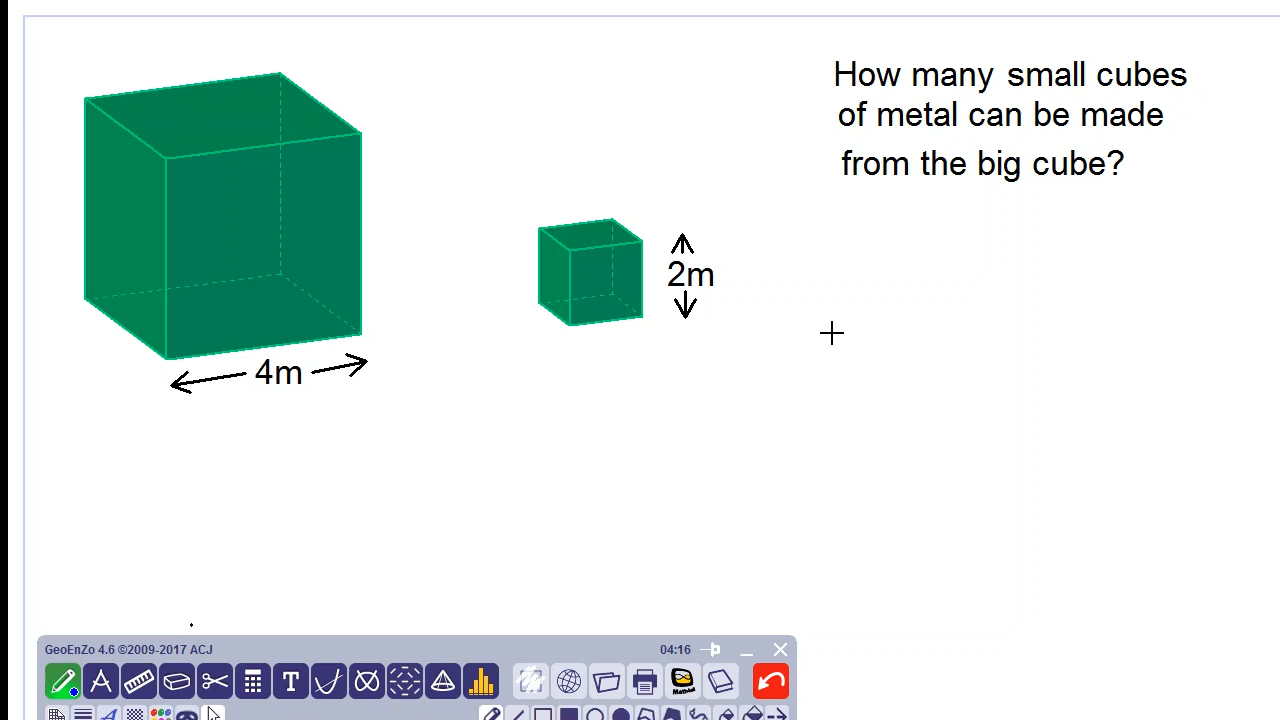 How many small cubes
of metal can be made
from the big cube?
2m
4m
GeoEnZo 4.6 ©2009-2017 ACJ
04:16
T